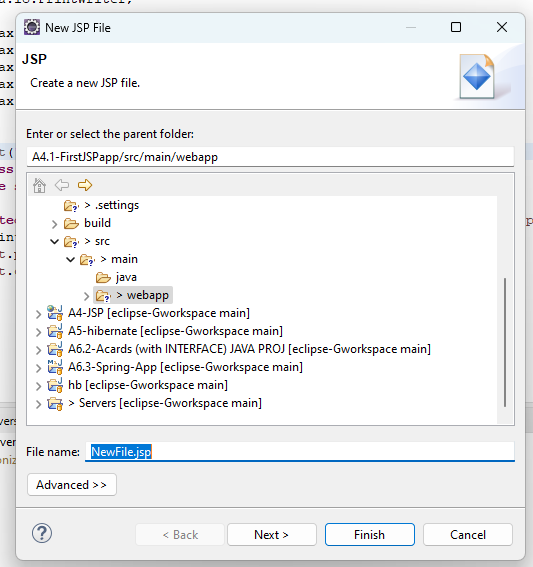 New JSP File
JSP
Create a new JSP file.
Enter or select the parent folder:
A4.1-FirstJSPapp/src/main/webapp
> .settings
build
> src
> main
java
> webapp
A4-JSP [eclipse-Gworkspace main]
A5-hibernate [eclipse-Gworkspace main]
A6.2-Acards (with INTERFACE) JAVA PROJ [eclipse-Gworkspace main]
A6.3-Spring-App [eclipse-Gworkspace main]
hb [eclipse-Gworkspace main]
> Servers [eclipse-Gworkspace main]
File name: NewFile.jsp
Advanced >>
? < Back Next > Finish Cancel